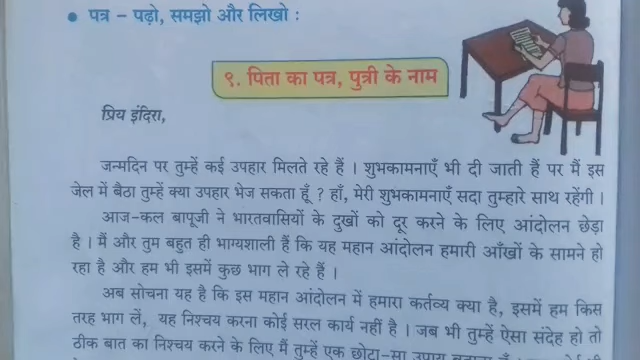 • पत्र – पढ़ो, समझो और लिखो :
९. पिता का पत्र, पुत्री के नाम
प्रिय इंदिरा,
जन्मदिन पर तुम्हें कई उपहार मिलते रहे हैं । शुभकामनाएँ भी दी जाती हैं पर मैं इस
जेल में बैठा तुम्हें क्या उपहार भेज सकता हूँ ? हाँ, मेरी शुभकामनाएँ सदा तुम्हारे साथ रहेंगी ।
आज-कल बापूजी ने भारतवासियों के दुखों को दूर करने के लिए आंदोलन छेड़ा
है । मैं और तुम बहुत ही भाग्यशाली हैं कि यह महान आंदोलन हमारी आँखों के सामने हो
रहा है और हम भी इसमें कुछ भाग ले रहे हैं ।
अब सोचना यह है कि इस महान आंदोलन में हमारा कर्तव्य क्या है, इसमें हम किस
तरह भाग लें, यह निश्चय करना कोई सरल कार्य नहीं है । जब भी तुम्हें ऐसा संदेह हो तो
ठीक बात का निश्चय करने के लिए मैं तुम्हें एक छोटा-सा उपाय